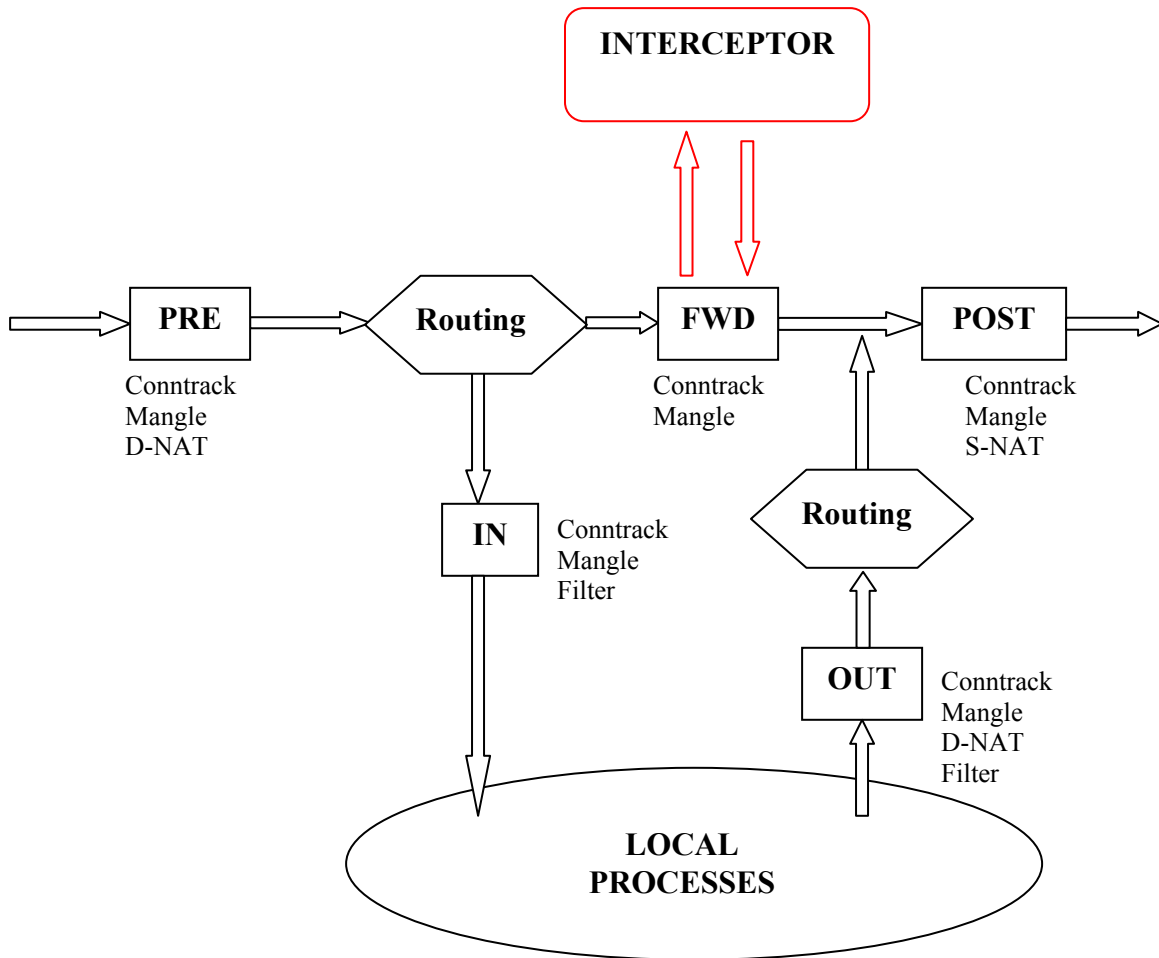 INTERCEPTOR
PRE
Routing
FWD
POST
Conntrack
Mangle
D-NAT
Conntrack
Mangle
Conntrack
Mangle
S-NAT
IN
Conntrack
Mangle
Filter
Routing
OUT
Conntrack
Mangle
D-NAT
Filter
LOCAL
PROCESSES